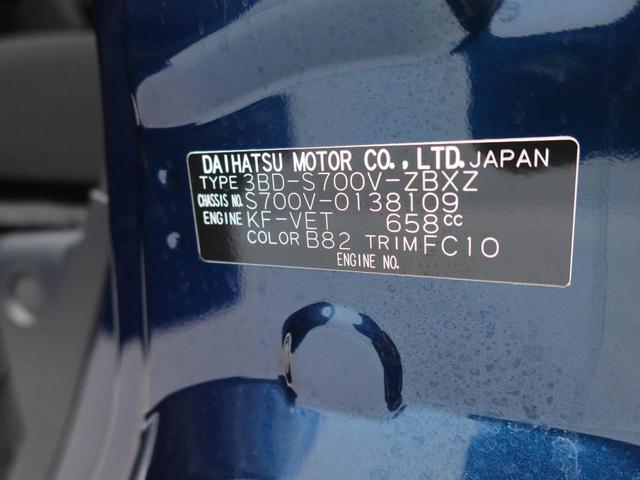 DAIHATSU MOTOR CO., LTD. JAPAN
TYPE 3BD-S700V-ZBXZ
CHASSIS NO. S700V-0138109
ENGINE KF-VET 658cc
COLOR B82 TRIM FC10
ENGINE NO.